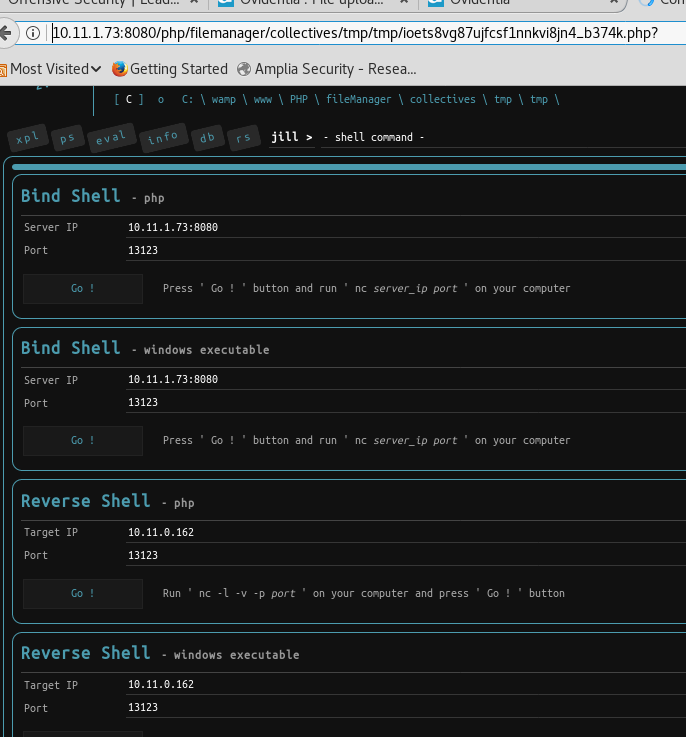 Offensive Security | Lead...
Ovidentia : File uploa...
Ovidentia
10.11.1.73:8080/php/filemanager/collectives/tmp/tmp/ioets8vg87ujfcsf1nnkvi8jn4_b374k.php?
Most Visited
Getting Started
Amplia Security - Resea...
[ C ] o C: \ wamp \ www \ PHP \ fileManager \ collectives \ tmp \ tmp \
xpl ps eval info db rs jill > - shell command -
Bind Shell - php
Server IP 10.11.1.73:8080
Port 13123
Go ! Press ' Go ! ' button and run ' nc server_ip port ' on your computer
Bind Shell - windows executable
Server IP 10.11.1.73:8080
Port 13123
Go ! Press ' Go ! ' button and run ' nc server_ip port ' on your computer
Reverse Shell - php
Target IP 10.11.0.162
Port 13123
Go ! Run ' nc -l -v -p port ' on your computer and press ' Go ! ' button
Reverse Shell - windows executable
Target IP 10.11.0.162
Port 13123